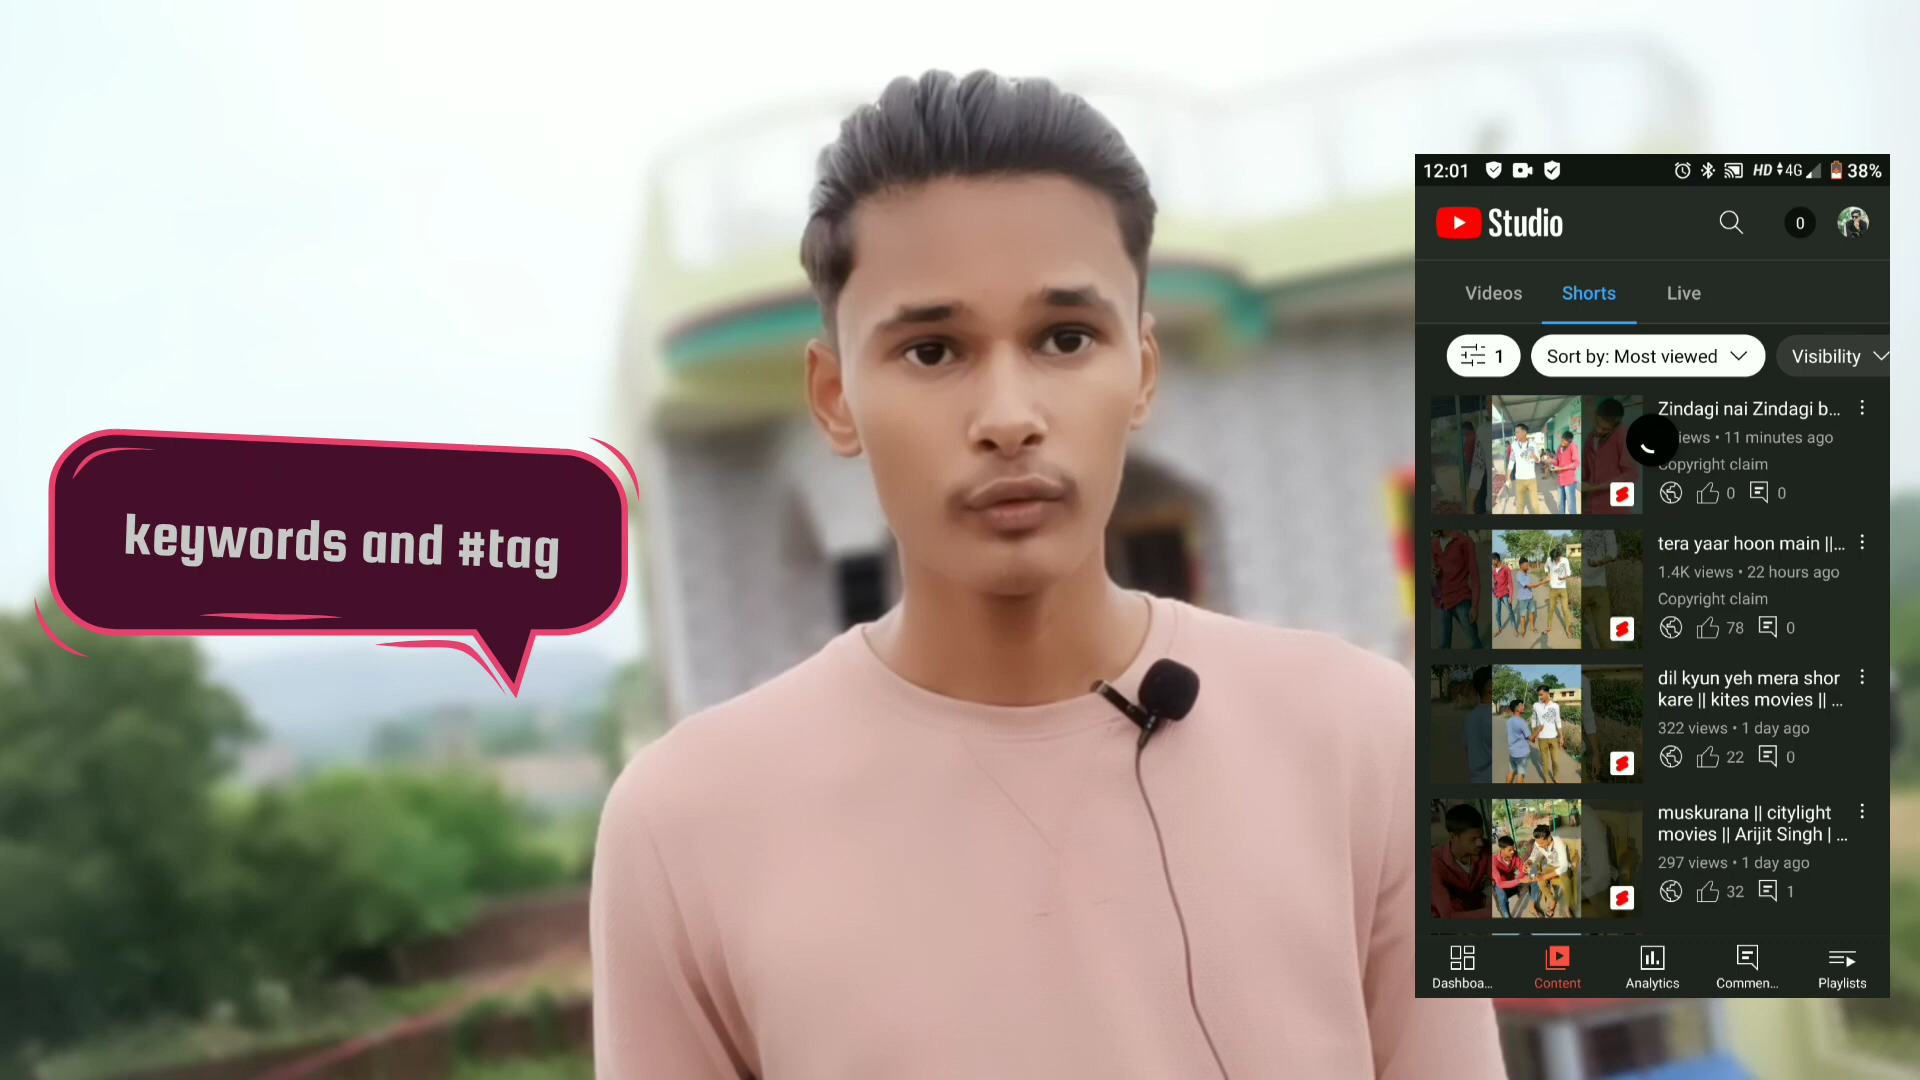 keywords and #tag
12:01
HD 4G 38%
Studio
0
Videos Shorts Live
1 Sort by: Most viewed Visibility
Zindagi nai Zindagi b...
iews • 11 minutes ago
Copyright claim
0 0
tera yaar hoon main ||...
1.4K views • 22 hours ago
Copyright claim
78 0
dil kyun yeh mera shor
kare || kites movies || ...
322 views • 1 day ago
22 0
muskurana || citylight
movies || Arijit Singh | ...
297 views • 1 day ago
32 1
Dashboa... Content Analytics Commen... Playlists